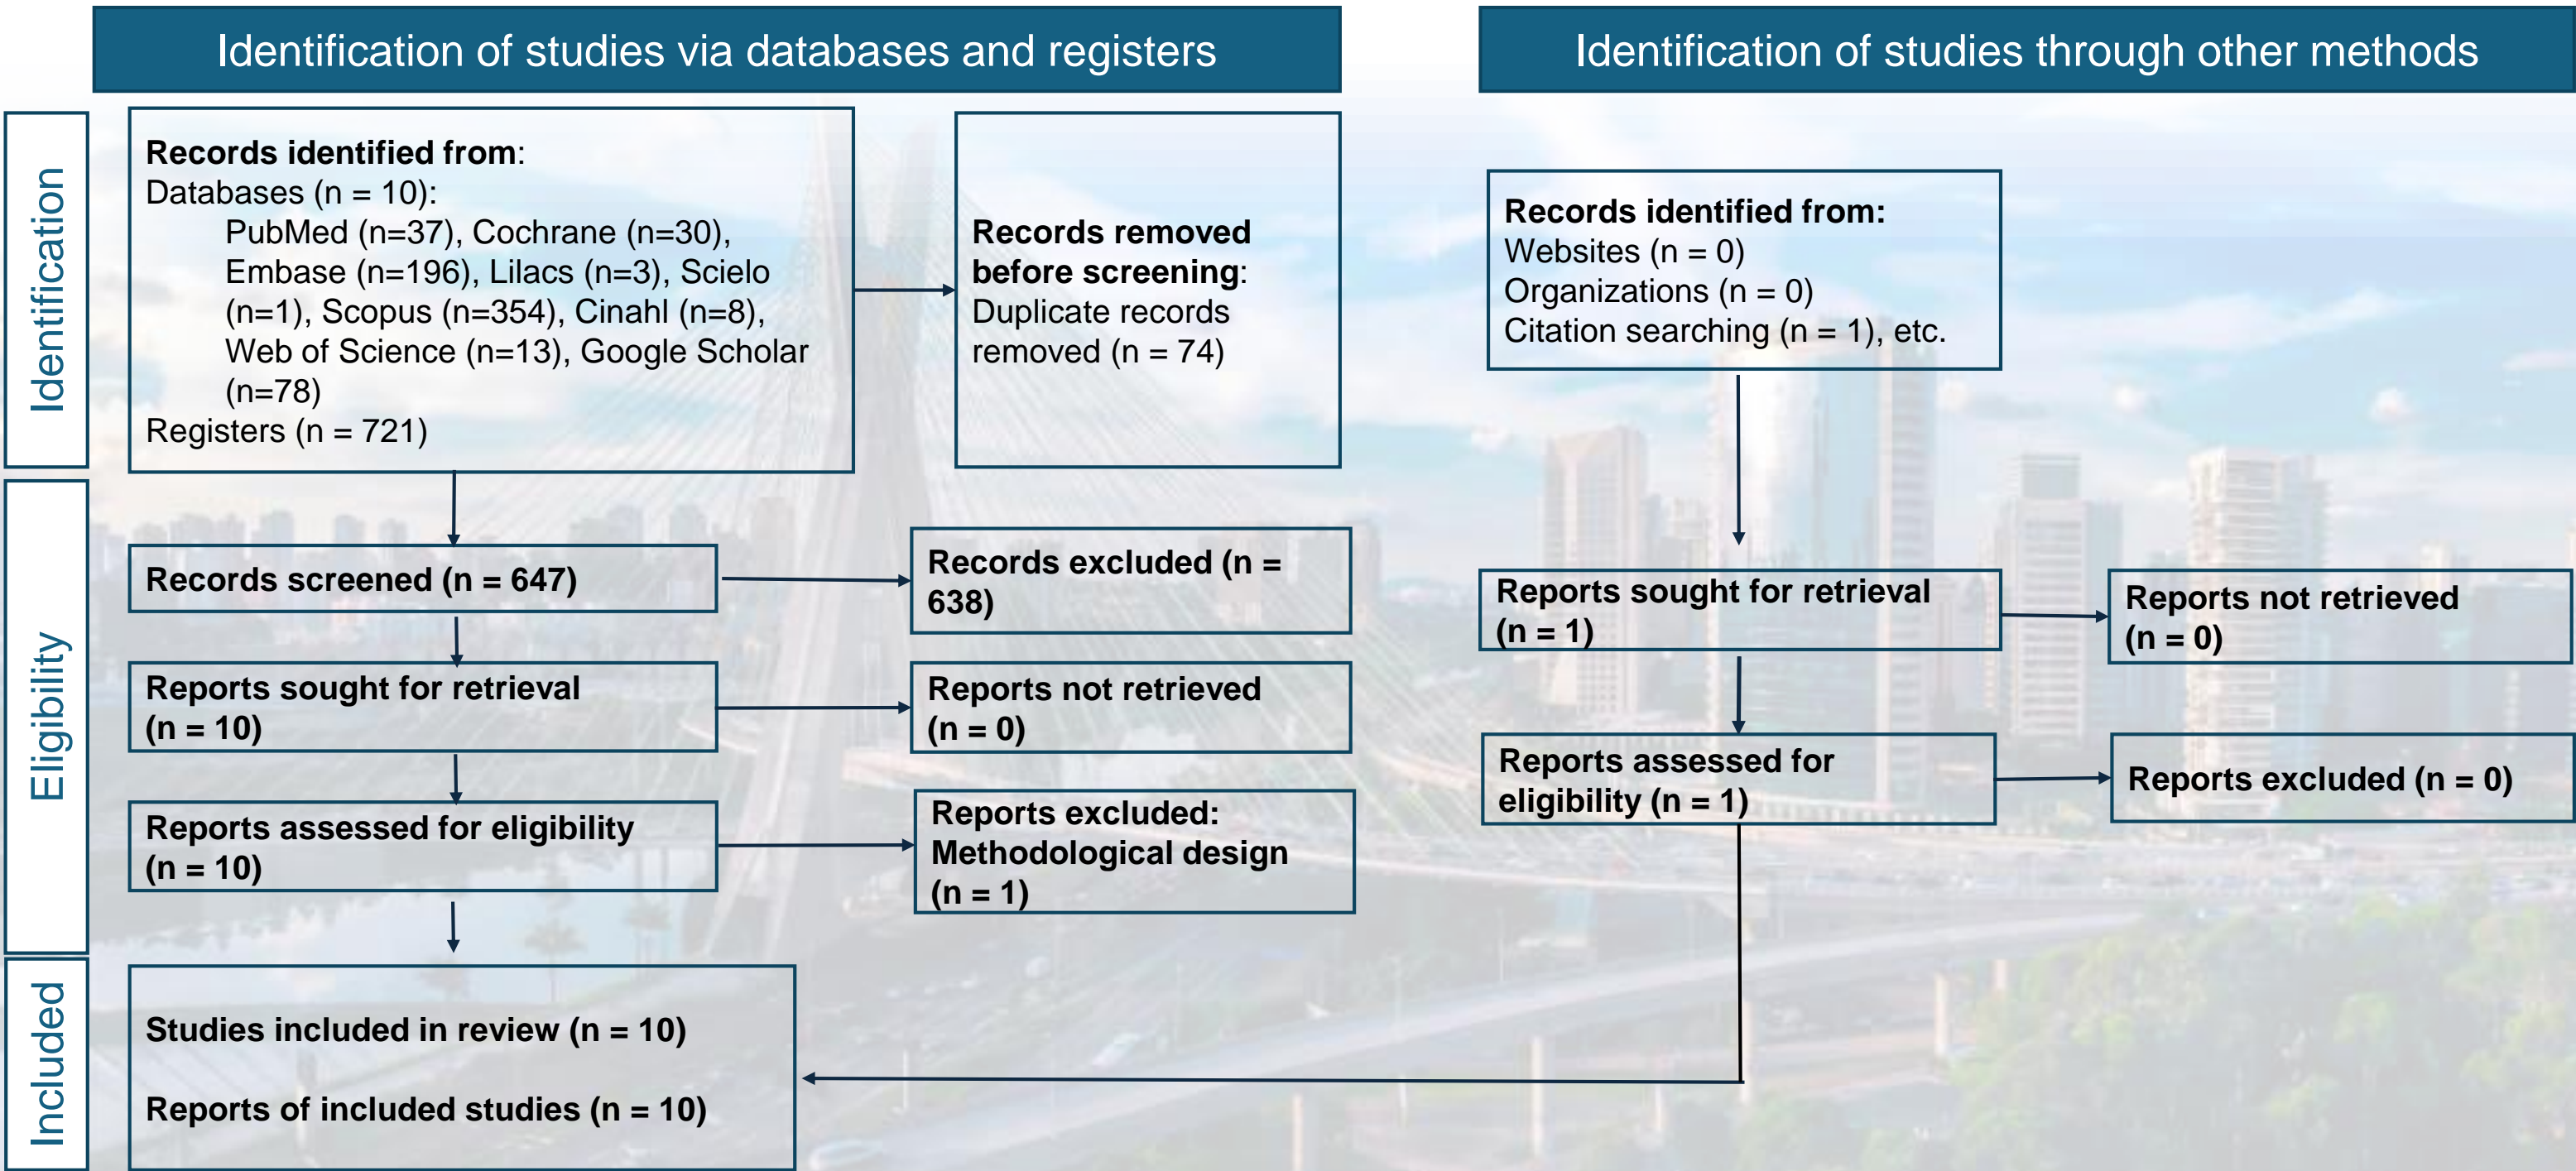 Identification of studies via databases and registers
Identification of studies through other methods
Identification
Records identified from:
Databases (n = 10):
PubMed (n=37), Cochrane (n=30),
Embase (n=196), Lilacs (n=3), Scielo
(n=1), Scopus (n=354), Cinahl (n=8),
Web of Science (n=13), Google Scholar
(n=78)
Registers (n = 721)
Records removed
before screening:
Duplicate records
removed (n = 74)
Records identified from:
Websites (n = 0)
Organizations (n = 0)
Citation searching (n = 1), etc.
Eligibility
Records screened (n = 647)
Records excluded (n =
638)
Reports sought for retrieval
(n = 10)
Reports not retrieved
(n = 0)
Reports assessed for eligibility
(n = 10)
Reports excluded:
Methodological design
(n = 1)
Reports sought for retrieval
(n = 1)
Reports not retrieved
(n = 0)
Reports assessed for
eligibility (n = 1)
Reports excluded (n = 0)
Included
Studies included in review (n = 10)
Reports of included studies (n = 10)